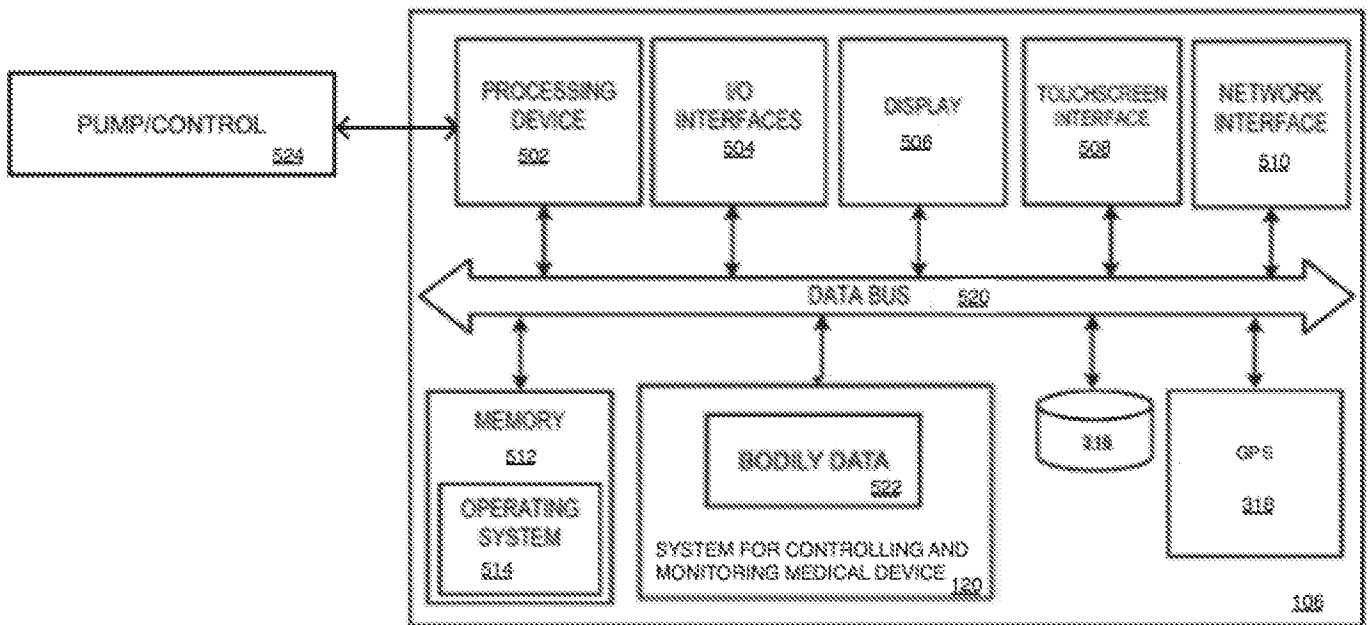 PUMP/CONTROL
524
PROCESSING
DEVICE
502
I/O
INTERFACES
504
DISPLAY
506
TOUCHSCREEN
INTERFACE
508
NETWORK
INTERFACE
510
DATA BUS 520
MEMORY
512
OPERATING
SYSTEM
514
BODILY DATA
522
SYSTEM FOR CONTROLLING AND
MONITORING MEDICAL DEVICE 120
GPS
106